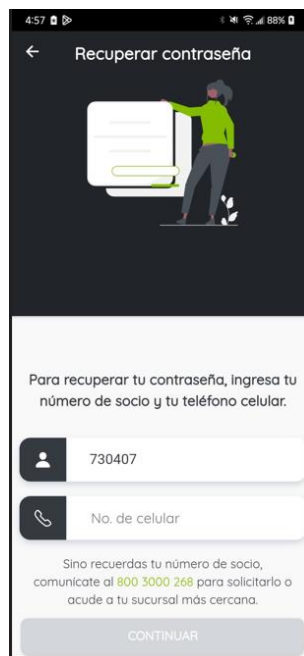 4:57 88%
Recuperar contraseña
Para recuperar tu contraseña, ingresa tu
número de socio y tu teléfono celular.
730407
No. de celular
Sino recuerdas tu número de socio,
comunícate al 800 3000 268 para solicitarlo o
acude a tu sucursal más cercana.
CONTINUAR